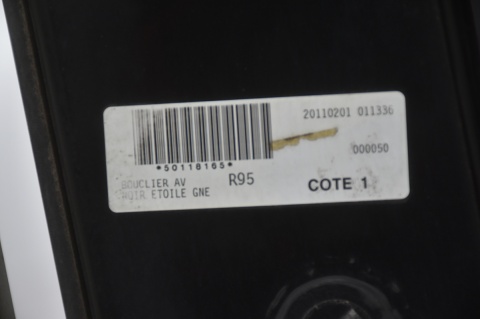 20110201 011336
*50118165*
000050
BOUCLIER AV
NOIR ETOILE GNE
R95
COTE 1